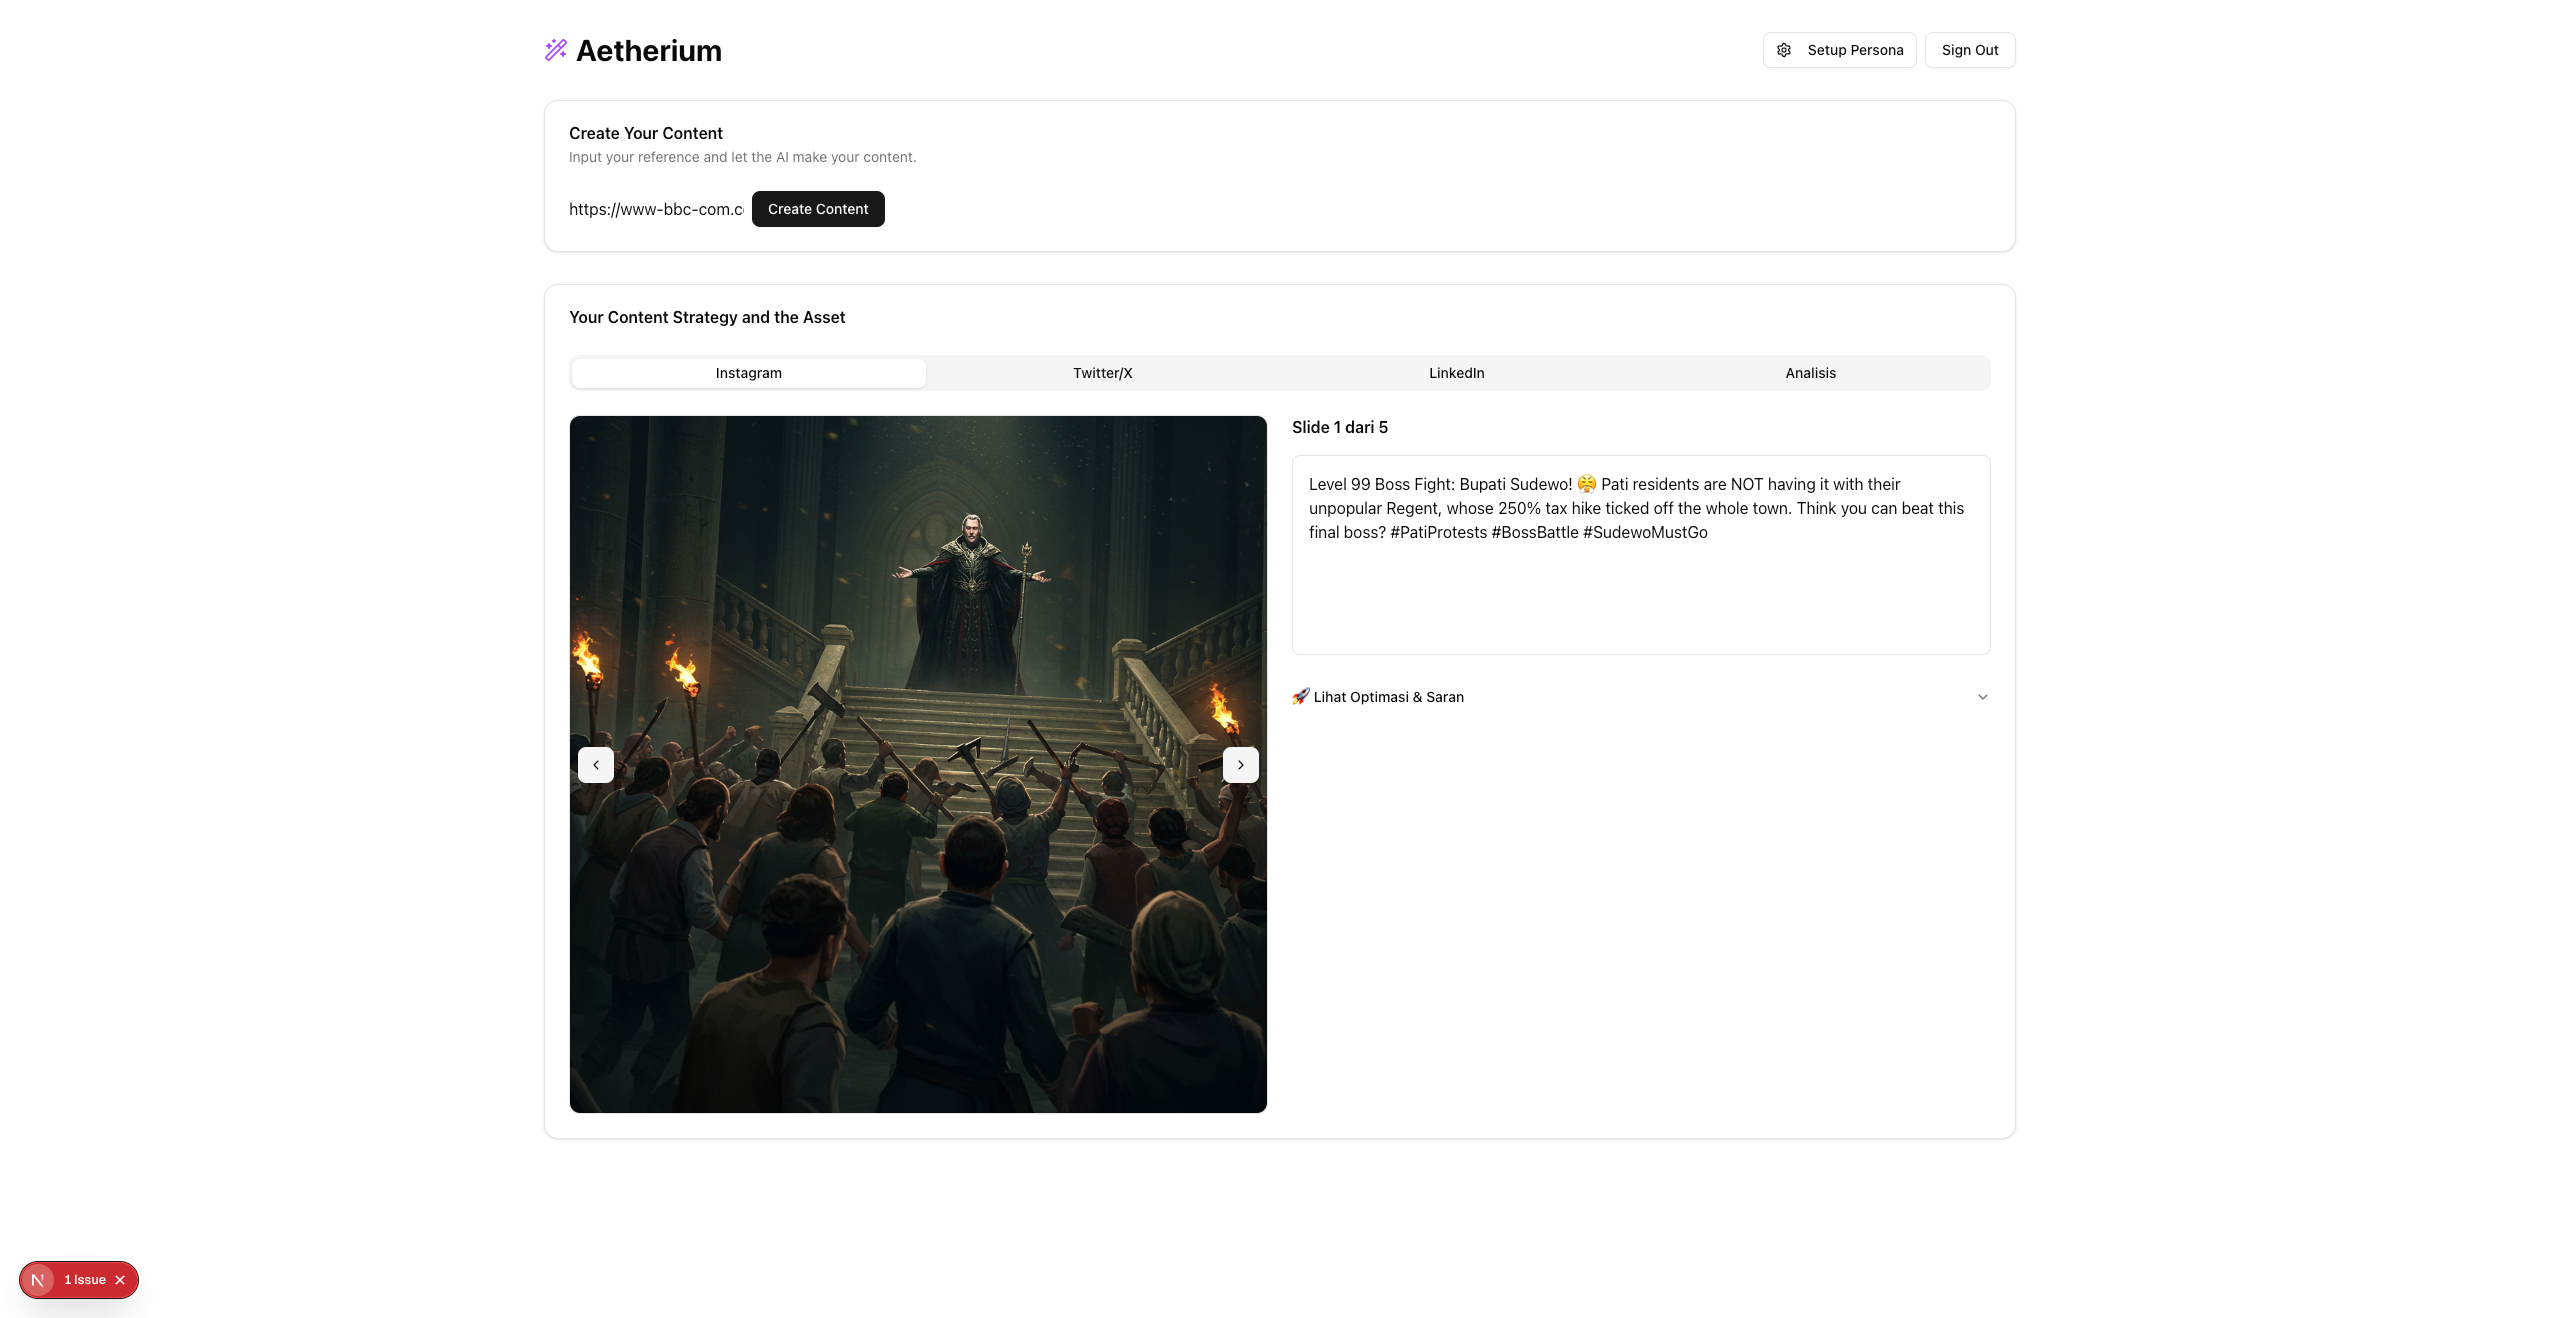 Aetherium
Setup Persona
Sign Out
Create Your Content
Input your reference and let the AI make your content.
https://www-bbc-com.c
Create Content
Your Content Strategy and the Asset
Instagram
Twitter/X
LinkedIn
Analisis
Slide 1 dari 5
Level 99 Boss Fight: Bupati Sudewo! 😤 Pati residents are NOT having it with their
unpopular Regent, whose 250% tax hike ticked off the whole town. Think you can beat this
final boss? #PatiProtests #BossBattle #SudewoMustGo
🚀 Lihat Optimasi & Saran
N
1 Issue